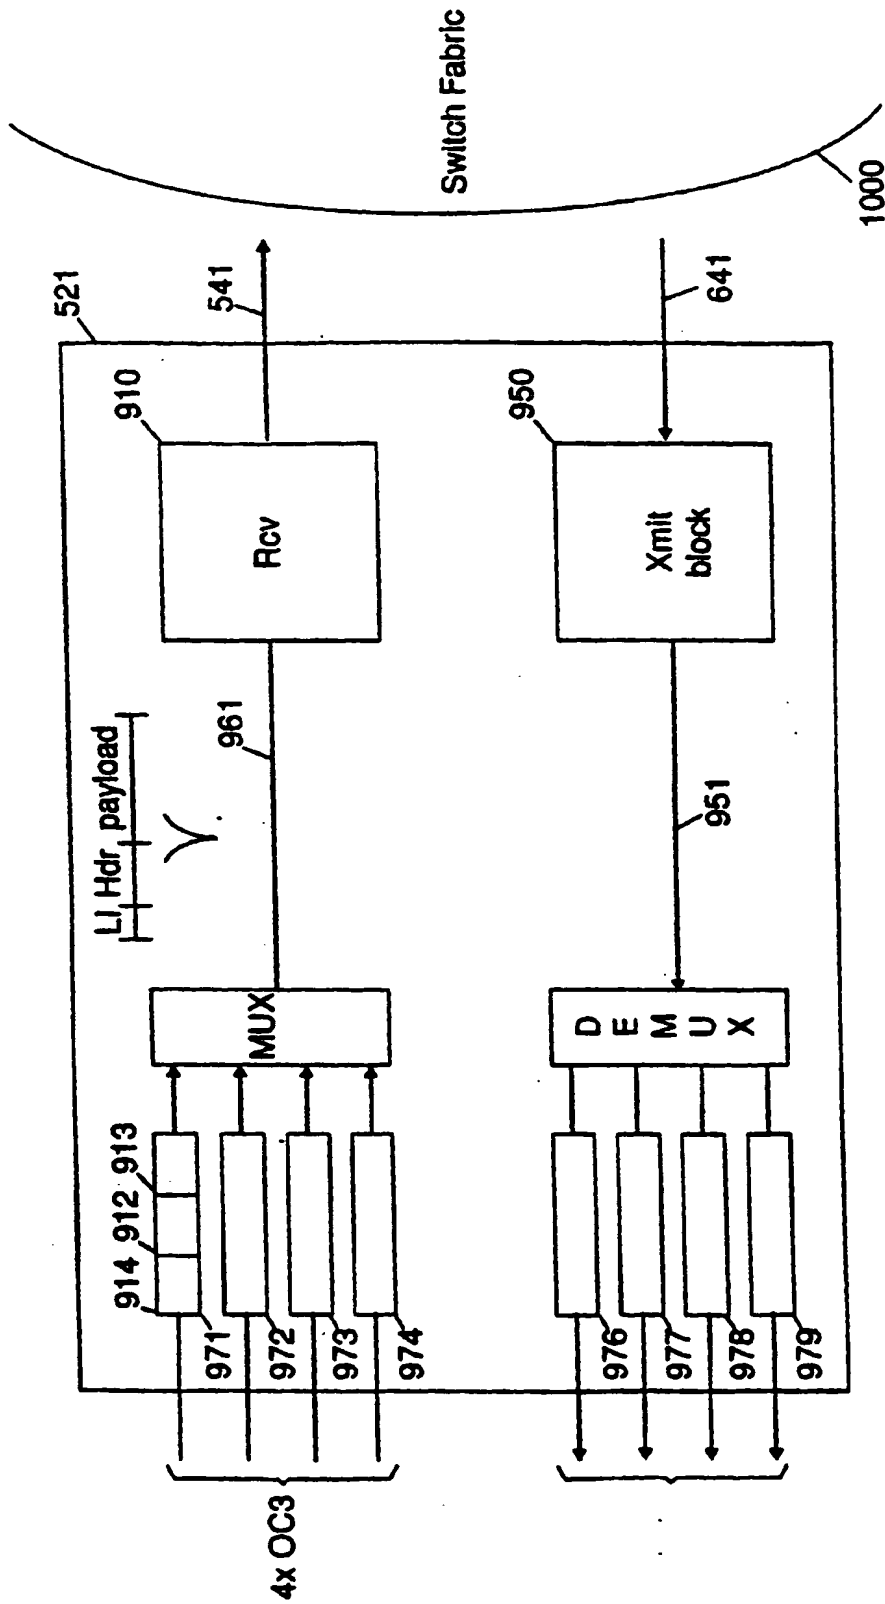 521
LI Hdr payload
914 912 913
910
541
971
961
MUX
Rcv
972
4x OC3
973
974
Switch Fabric
950
976
D
E
M
U
X
Xmit
block
977
951
641
978
979
1000